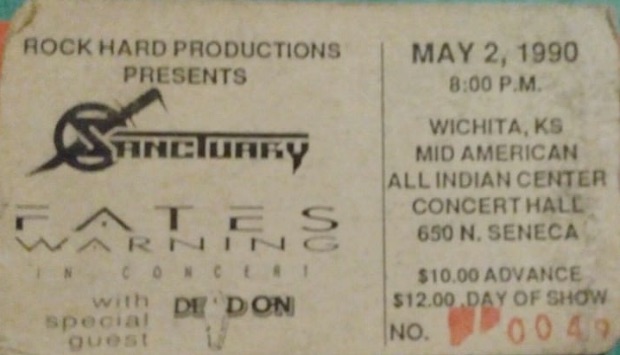 ROCK HARD PRODUCTIONS
PRESENTS
SANCTUARY
FATES
WARNING
IN CONCERT
with
special
guest
MAY 2, 1990
8:00 P.M.
WICHITA, KS
MID AMERICAN
ALL INDIAN CENTER
CONCERT HALL
650 N. SENECA
$10.00 ADVANCE
$12.00 DAY OF SHOW
NO. 0049